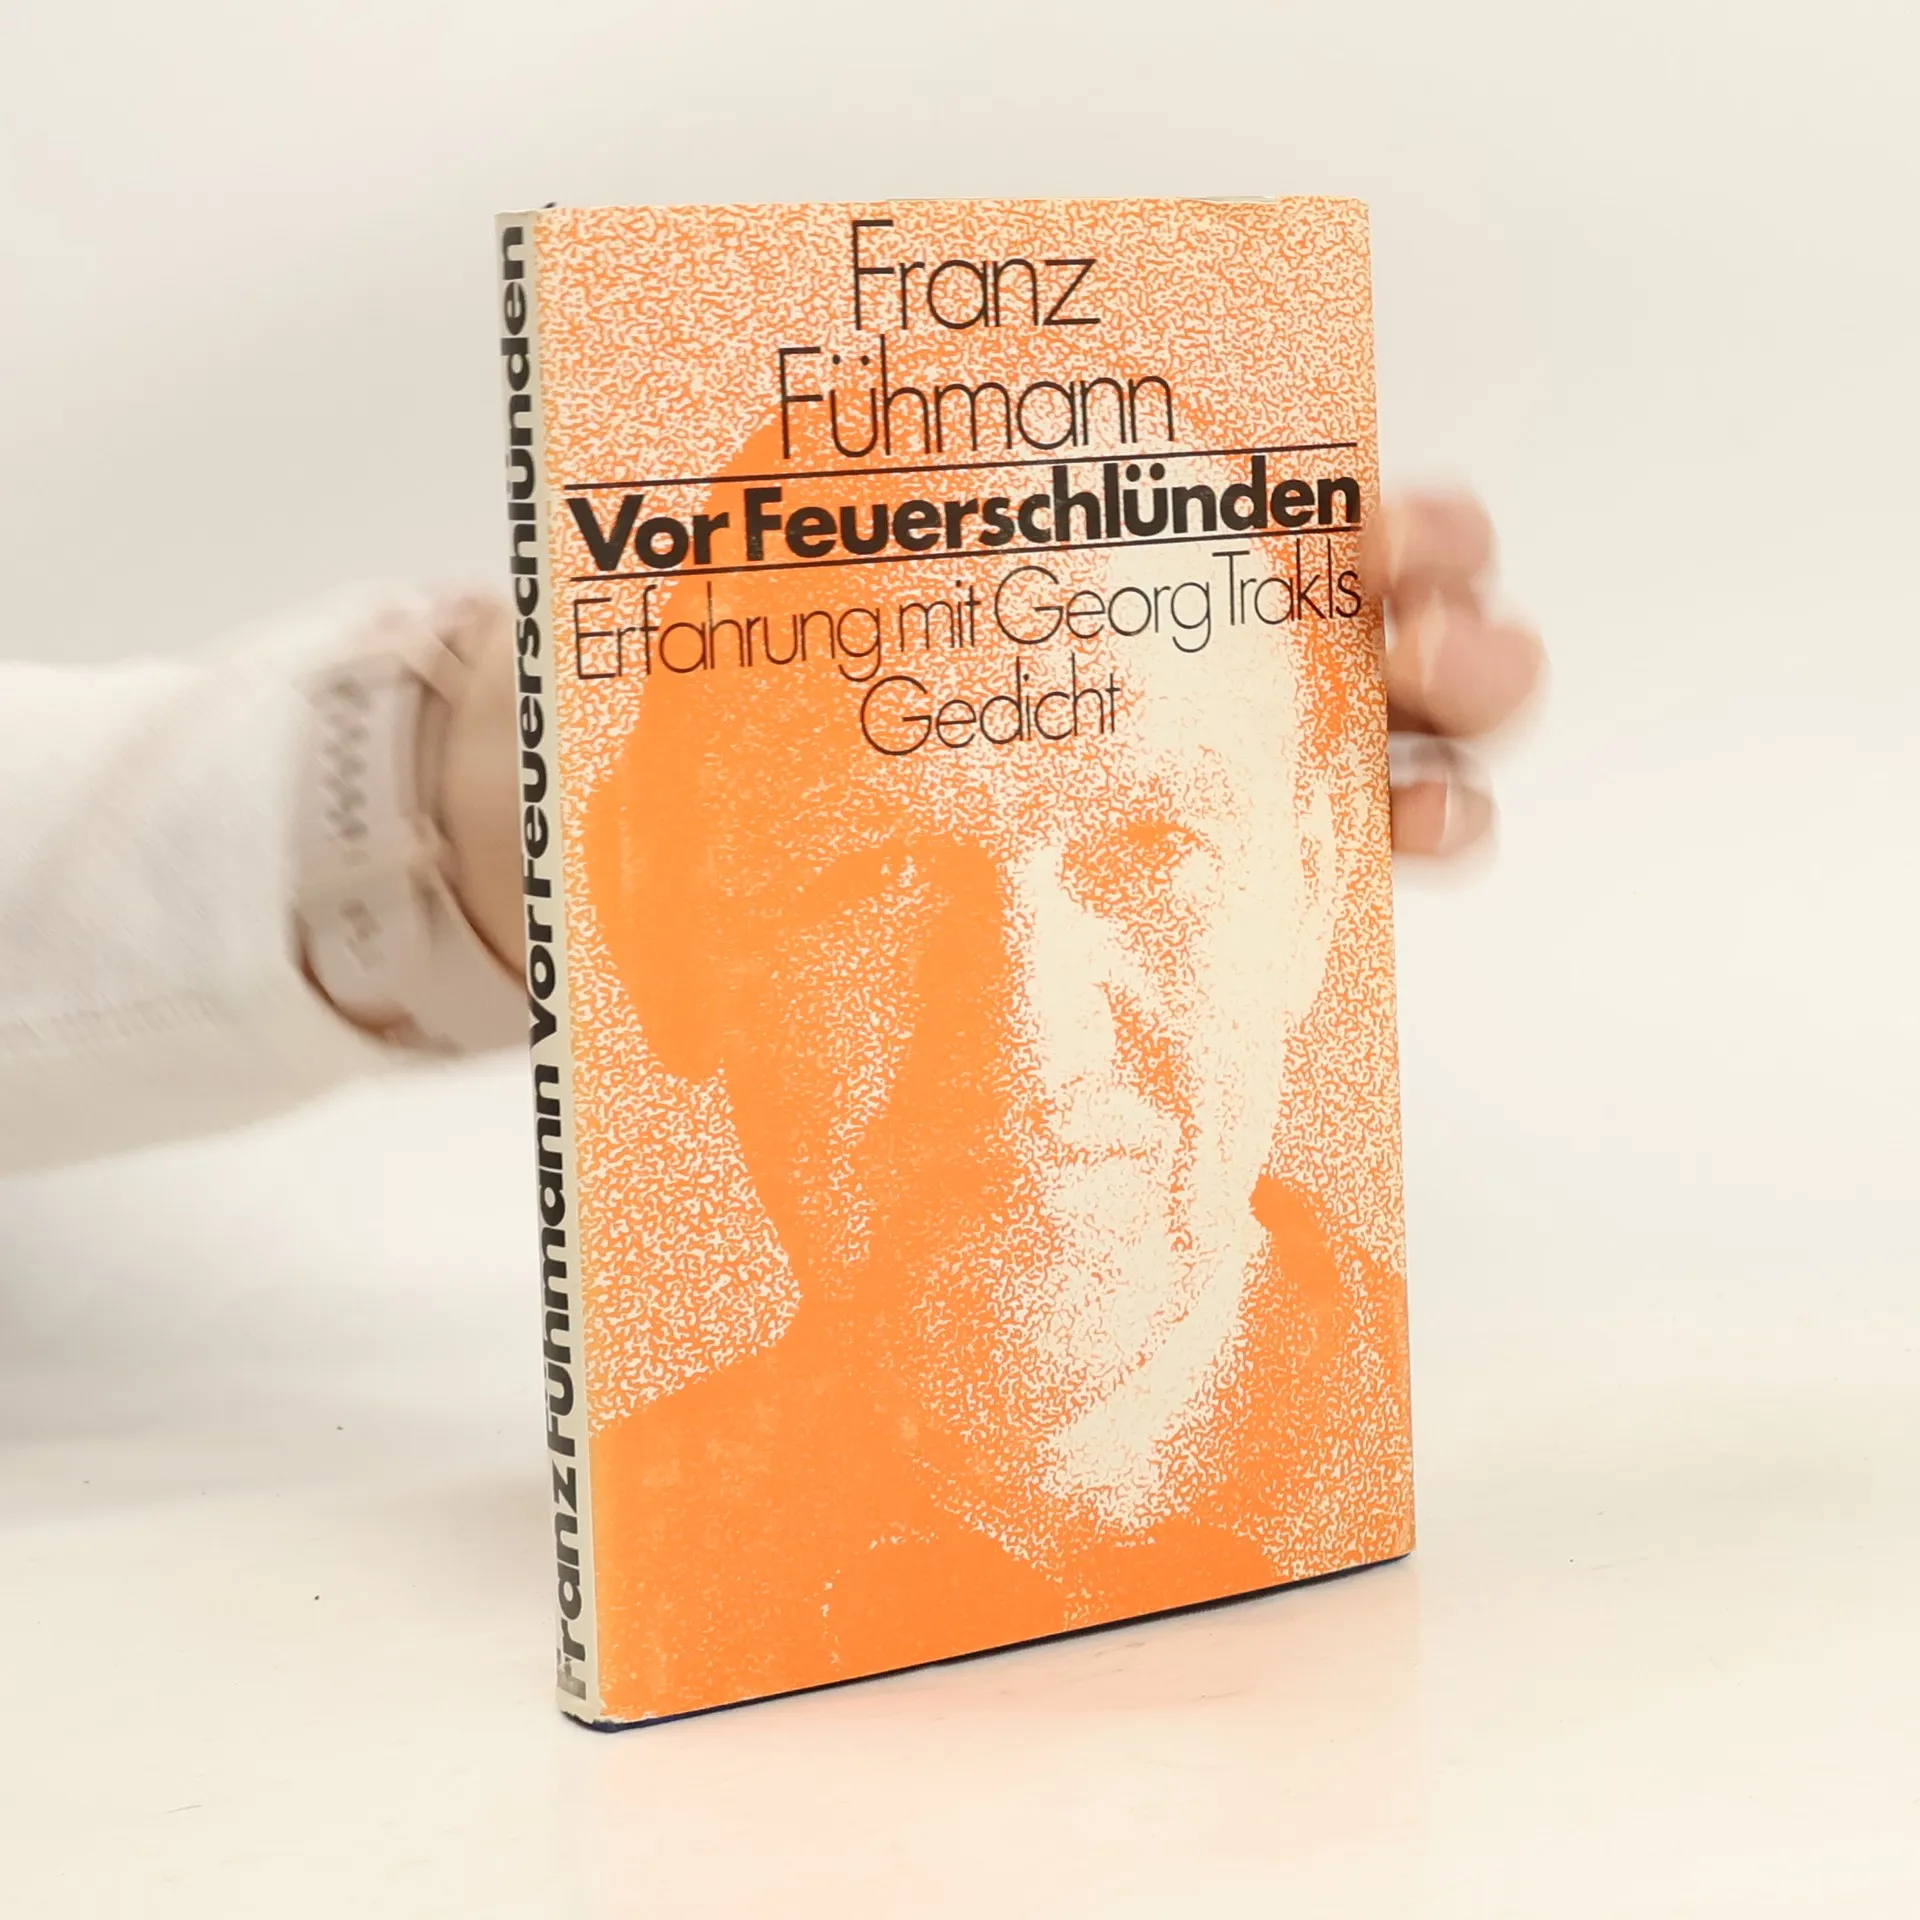 Franz
Fühmann
Vor Feuerschlünden
Erfahrung mit Georg Trakls
Gedicht
Franz Fühmann Vor Feuerschlünden